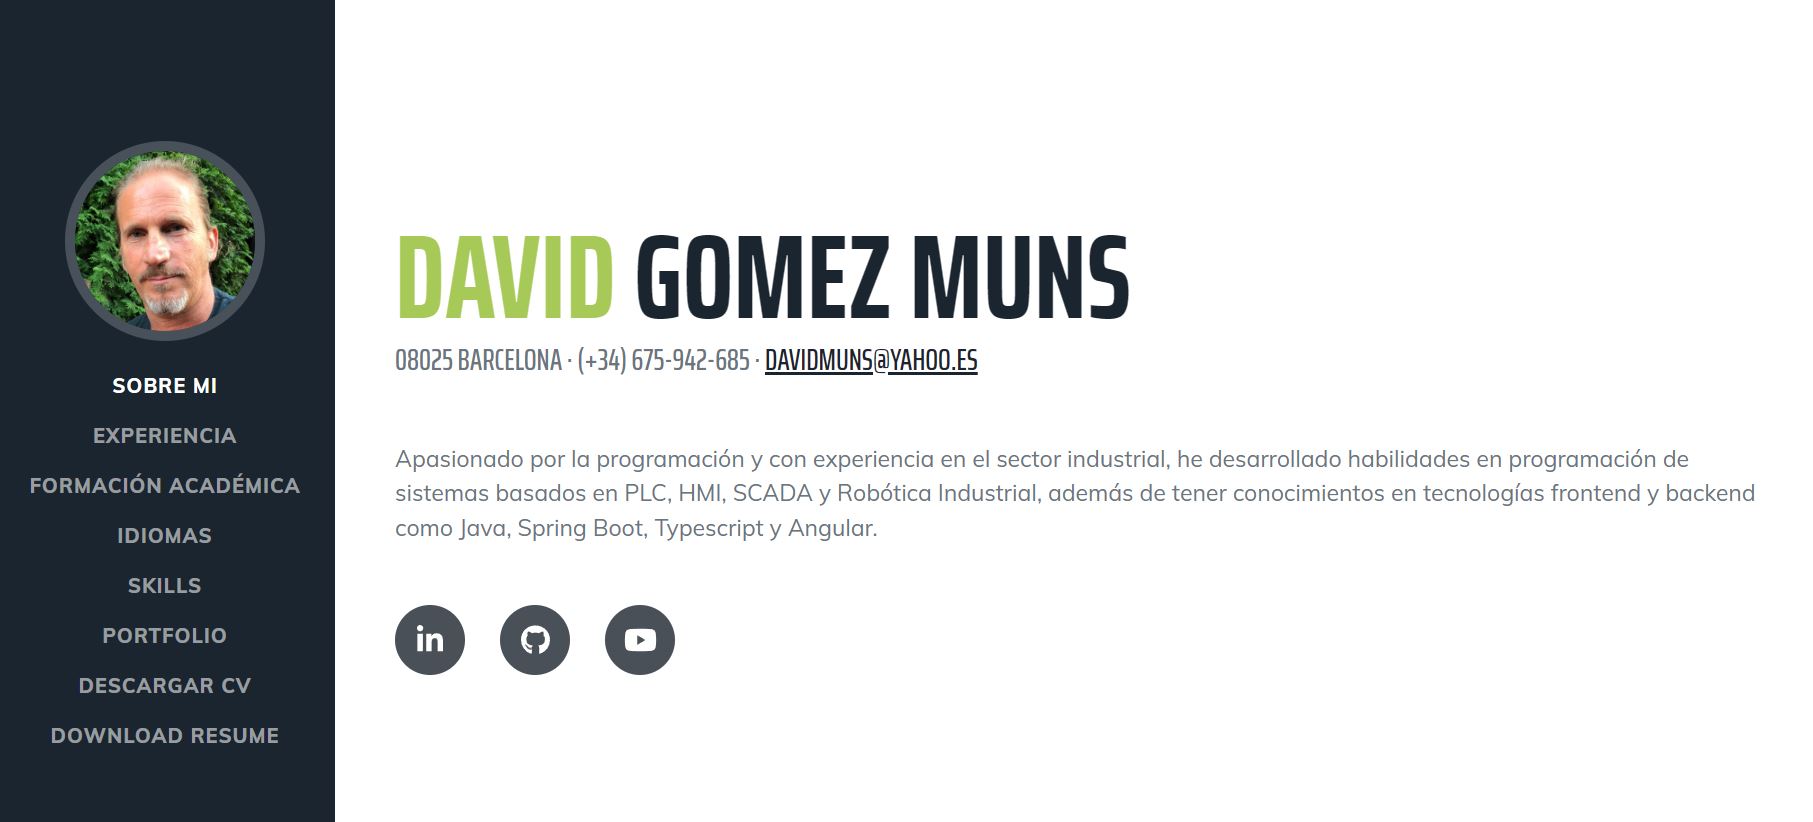 SOBRE MI
EXPERIENCIA
FORMACIÓN ACADÉMICA
IDIOMAS
SKILLS
PORTFOLIO
DESCARGAR CV
DOWNLOAD RESUME
DAVID GOMEZ MUNS
08025 BARCELONA · (+34) 675-942-685 · DAVIDMUNS@YAHOO.ES
Apasionado por la programación y con experiencia en el sector industrial, he desarrollado habilidades en programación de
sistemas basados en PLC, HMI, SCADA y Robótica Industrial, además de tener conocimientos en tecnologías frontend y backend
como Java, Spring Boot, Typescript y Angular.
in